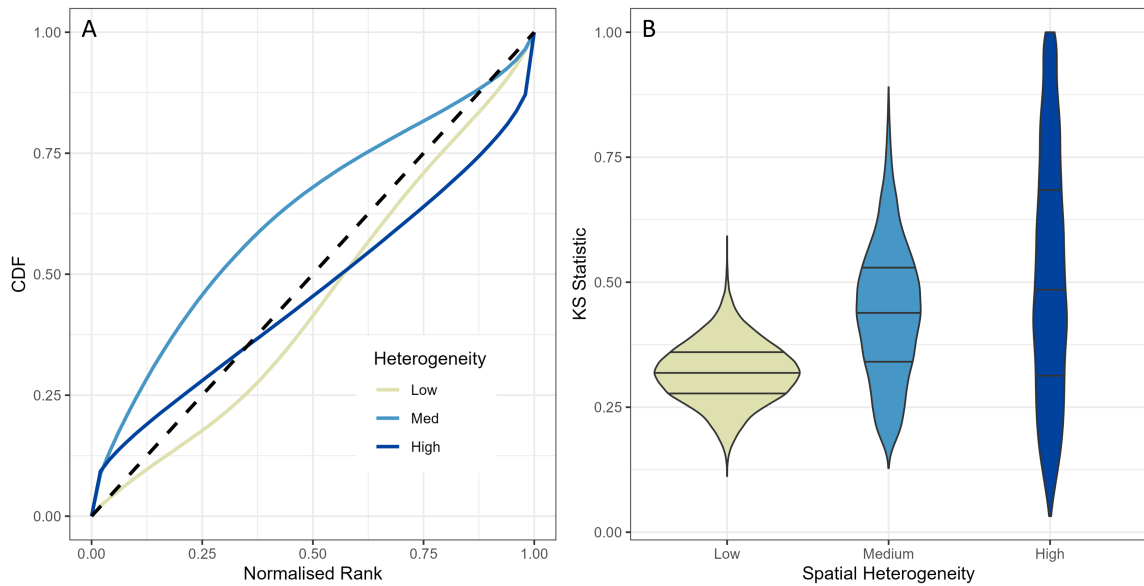 A
1.00
0.75
0.50
0.25
0.00
CDF
Heterogeneity
Low
Med
High
0.00 0.25 0.50 0.75 1.00
Normalised Rank
B
1.00
0.75
0.50
0.25
0.00
KS Statistic
Low Medium High
Spatial Heterogeneity